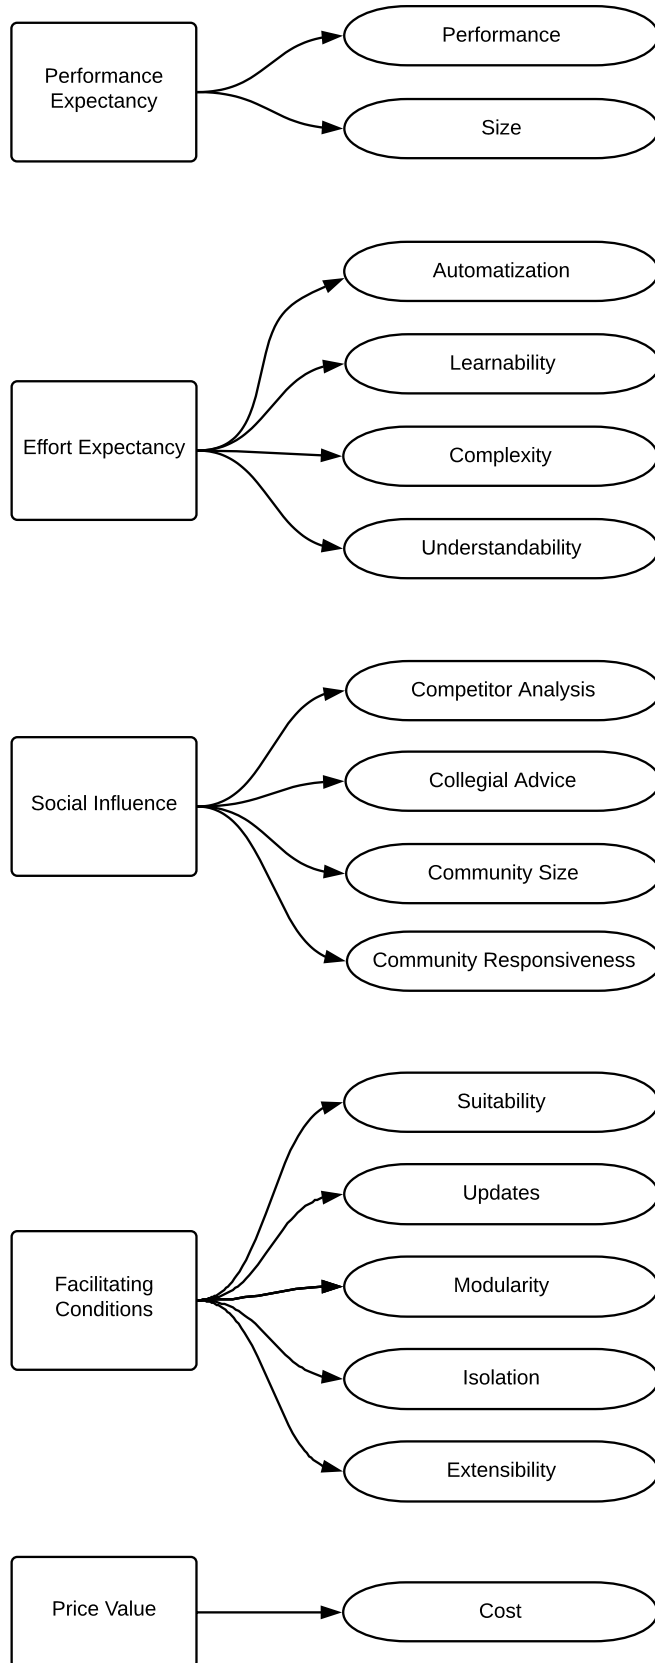 Performance
Expectancy
Performance
Size
Effort Expectancy
Automatization
Learnability
Complexity
Understandability
Social Influence
Competitor Analysis
Collegial Advice
Community Size
Community Responsiveness
Facilitating
Conditions
Suitability
Updates
Modularity
Isolation
Extensibility
Price Value
Cost